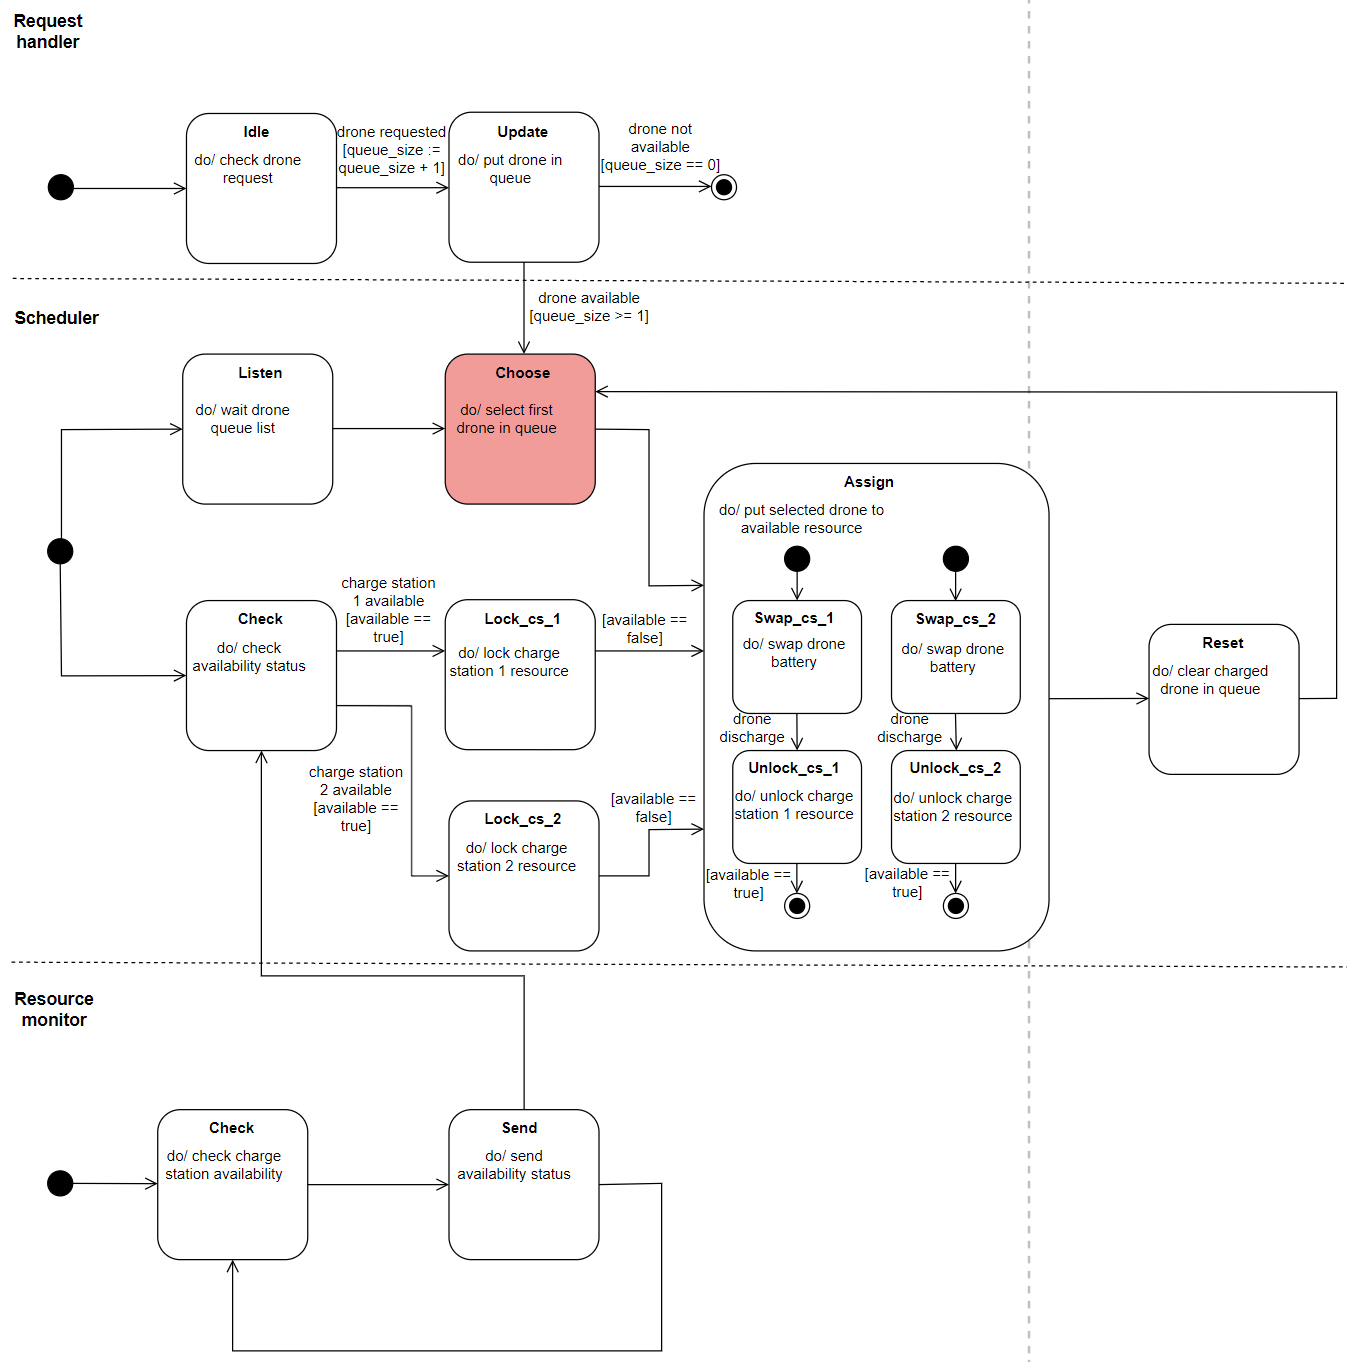 Request
handler
Idle
do/ check drone
request
drone requested
[queue_size :=
queue_size + 1]
Update
do/ put drone in
queue
drone not
available
[queue_size == 0]
drone available
[queue_size >= 1]
Scheduler
Listen
do/ wait drone
queue list
Choose
do/ select first
drone in queue
Assign
do/ put selected drone to
available resource
Check
do/ check
availability status
charge station
1 available
[available ==
true]
Lock_cs_1
do/ lock charge
station 1 resource
[available ==
false]
Swap_cs_1
do/ swap drone
battery
Swap_cs_2
do/ swap drone
battery
Reset
do/ clear charged
drone in queue
drone
discharge
drone
discharge
charge station
2 available
[available ==
true]
Lock_cs_2
do/ lock charge
station 2 resource
[available ==
false]
Unlock_cs_1
do/ unlock charge
station 1 resource
Unlock_cs_2
do/ unlock charge
station 2 resource
[available ==
true]
[available ==
true]
Resource
monitor
Check
do/ check charge
station availability
Send
do/ send
availability status